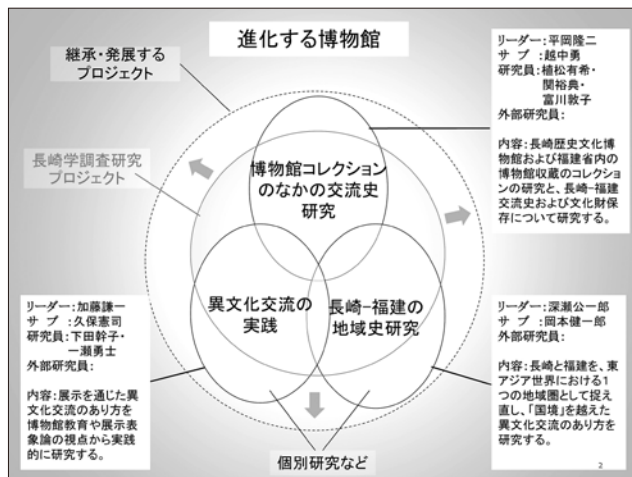 進化する博物館
継承・発展する
プロジェクト
長崎学調査研究
プロジェクト
博物館コレクション
のなかの交流史
研究
異文化交流の
実践
長崎-福建の
地域史研究
個別研究など
リーダー：平岡隆二
サ ブ：越中勇
研究員：植松有希・
関裕典・
富川敦子
外部研究員：
内容：長崎歴史文化博
物館および福建省内の
博物館収蔵のコレクショ
ンの研究と、長崎-福建
交流史および文化財保
存について研究する。
リーダー：加藤謙一
サ ブ：久保憲司
研究員：下田幹子・
一瀬勇士
外部研究員：
内容：展示を通じた異
文化交流のあり方を
博物館教育や展示表
象論の視点から実践
的に研究する。
リーダー：深瀬公一郎
サ ブ：岡本健一郎
外部研究員：
内容：長崎と福建を、東
アジア世界における1
つの地域圏として捉え
直し、「国境」を越えた
異文化交流のあり方を
研究する。
2